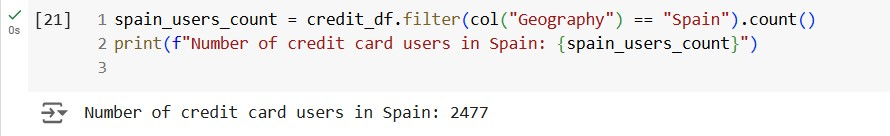 [21] 1 spain_users_count = credit_df.filter(col("Geography") == "Spain").count()
0s 2 print(f"Number of credit card users in Spain: {spain_users_count}")
3
Number of credit card users in Spain: 2477